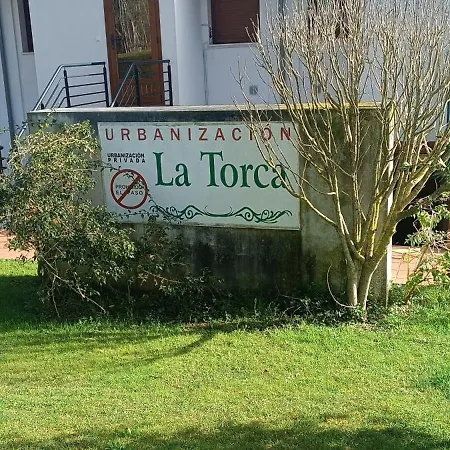 URBANIZACIÓN
URBANIZACIÓN
PRIVADA
La Torca
PROHIBIDO
EL PASO